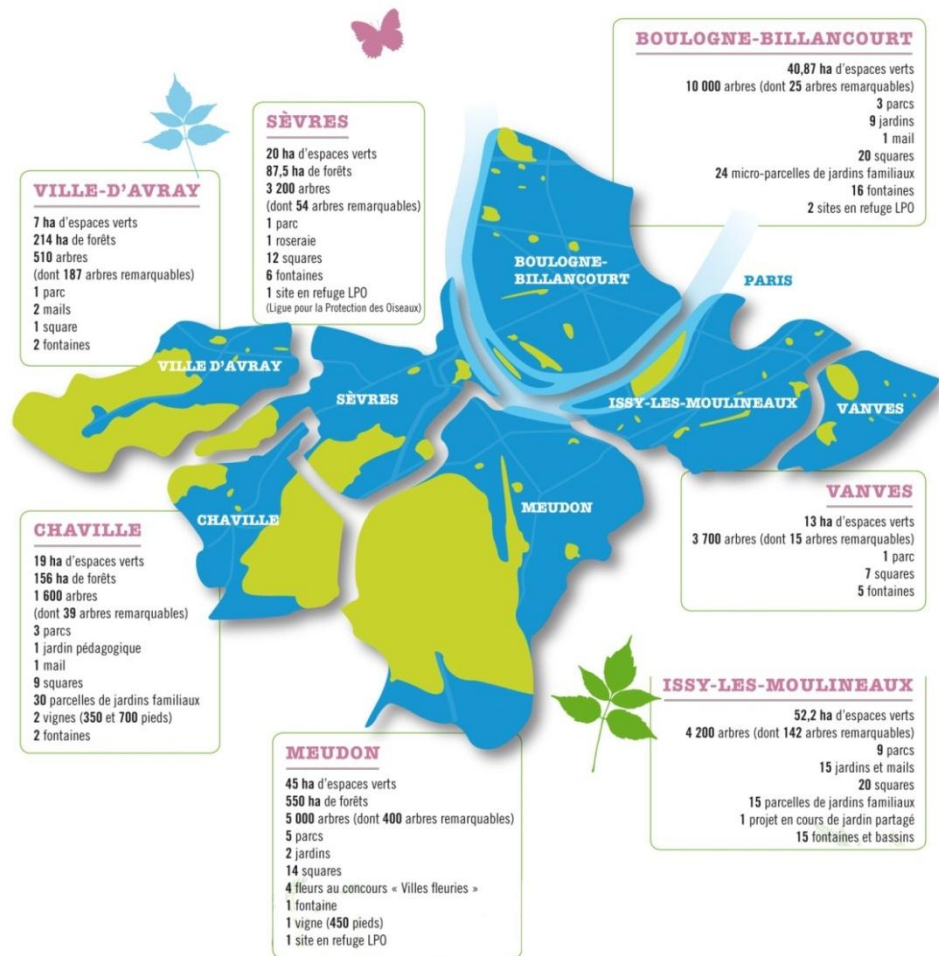 BOULOGNE-BILLANCOURT
40,87 ha d'espaces verts
10 000 arbres (dont 25 arbres remarquables)
3 parcs
9 jardins
1 mail
20 squares
24 micro-parcelles de jardins familiaux
16 fontaines
2 sites en refuge LPO
SÈVRES
20 ha d'espaces verts
87,5 ha de forêts
3 200 arbres
(dont 54 arbres remarquables)
1 parc
1 roseraie
12 squares
6 fontaines
1 site en refuge LPO
(Ligue pour la Protection des Oiseaux)
VILLE-D'AVRAY
7 ha d'espaces verts
214 ha de forêts
510 arbres
(dont 187 arbres remarquables)
1 parc
2 mails
1 square
2 fontaines
BOULOGNE-
BILLANCOURT
PARIS
VILLE D'AVRAY
SÈVRES
ISSY-LES-MOULINEAUX
VANVES
CHAVILLE
MEUDON
VANVES
13 ha d'espaces verts
3 700 arbres (dont 15 arbres remarquables)
1 parc
7 squares
5 fontaines
CHAVILLE
19 ha d'espaces verts
156 ha de forêts
1 600 arbres
(dont 39 arbres remarquables)
3 parcs
1 jardin pédagogique
1 mail
9 squares
30 parcelles de jardins familiaux
2 vignes (350 et 700 pieds)
2 fontaines
ISSY-LES-MOULINEAUX
52,2 ha d'espaces verts
4 200 arbres (dont 142 arbres remarquables)
9 parcs
15 jardins et mails
20 squares
15 parcelles de jardins familiaux
1 projet en cours de jardin partagé
15 fontaines et bassins
MEUDON
45 ha d'espaces verts
550 ha de forêts
5 000 arbres (dont 400 arbres remarquables)
5 parcs
2 jardins
14 squares
4 fleurs au concours « Villes fleuries »
1 fontaine
1 vigne (450 pieds)
1 site en refuge LPO